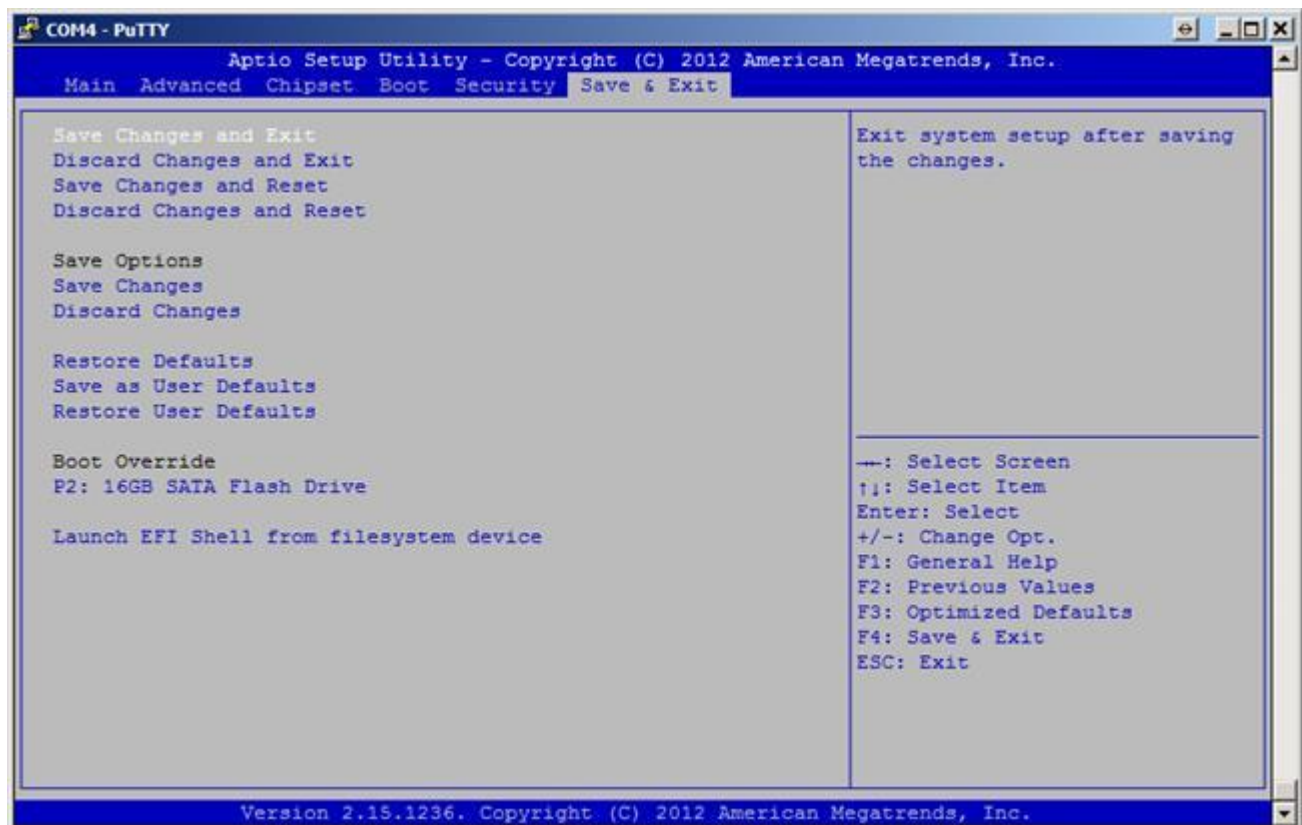 COM4 - PuTTY
Aptio Setup Utility - Copyright (C) 2012 American Megatrends, Inc.
Main Advanced Chipset Boot Security Save & Exit
Save Changes and Exit
Discard Changes and Exit
Save Changes and Reset
Discard Changes and Reset
Save Options
Save Changes
Discard Changes
Restore Defaults
Save as User Defaults
Restore User Defaults
Boot Override
P2: 16GB SATA Flash Drive
Launch EFI Shell from filesystem device
Exit system setup after saving
the changes.
→←: Select Screen
↑↓: Select Item
Enter: Select
+/-: Change Opt.
F1: General Help
F2: Previous Values
F3: Optimized Defaults
F4: Save & Exit
ESC: Exit
Version 2.15.1236. Copyright (C) 2012 American Megatrends, Inc.